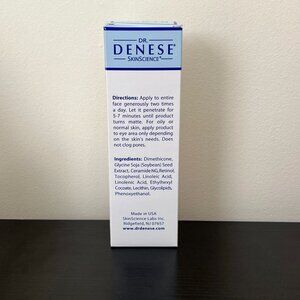 DR.
DENESE®
SKINSCIENCE®
Directions: Apply to entire
face generously two times
a day. Let it penetrate for
5-7 minutes until product
turns matte. For oily or
normal skin, apply product
to eye area only depending
on the skin's needs. Does
not clog pores.
Ingredients: Dimethicone,
Glycine Soja (Soybean) Seed
Extract, Ceramide NG, Retinol,
Tocopherol, Linoleic Acid,
Linolenic Acid, Ethylhexyl
Cocoate, Lecithin, Glycolipids,
Phenoxyethanol.
Made in USA
SkinScience Labs Inc.
Ridgefield, NJ 07657
www.drdenese.com